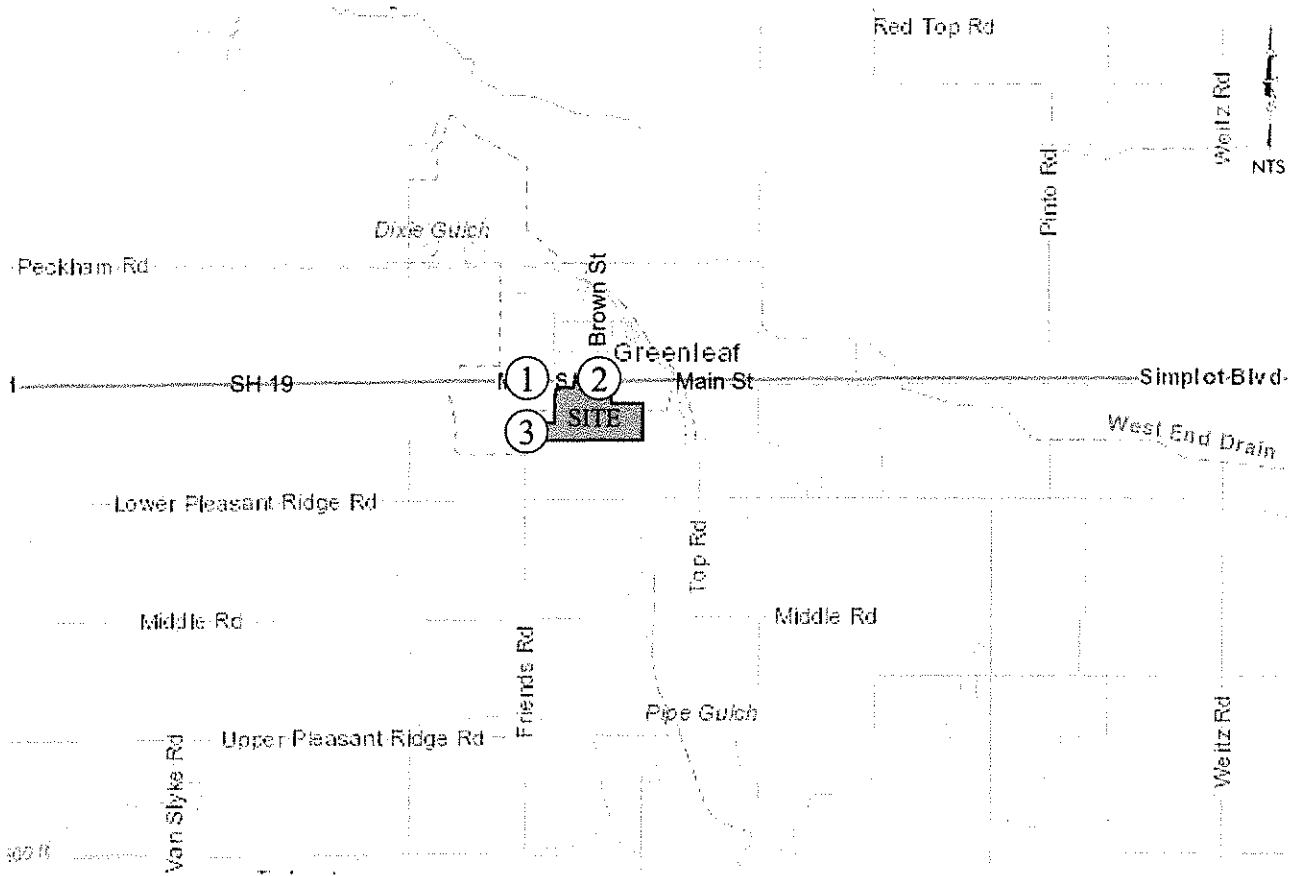 Red Top Rd
Weitz Rd
NTS
Pinto Rd
Dixie Gulch
Peckham Rd
Brown St
Greenleaf
SH 19
1
2
Main St
Simplot Blvd
3
SITE
West End Drain
Lower Pleasant Ridge Rd
Top Rd
Middle Rd
Middle Rd
Friends Rd
Pipe Gulch
Upper Pleasant Ridge Rd
Weitz Rd
Van Slyke Rd